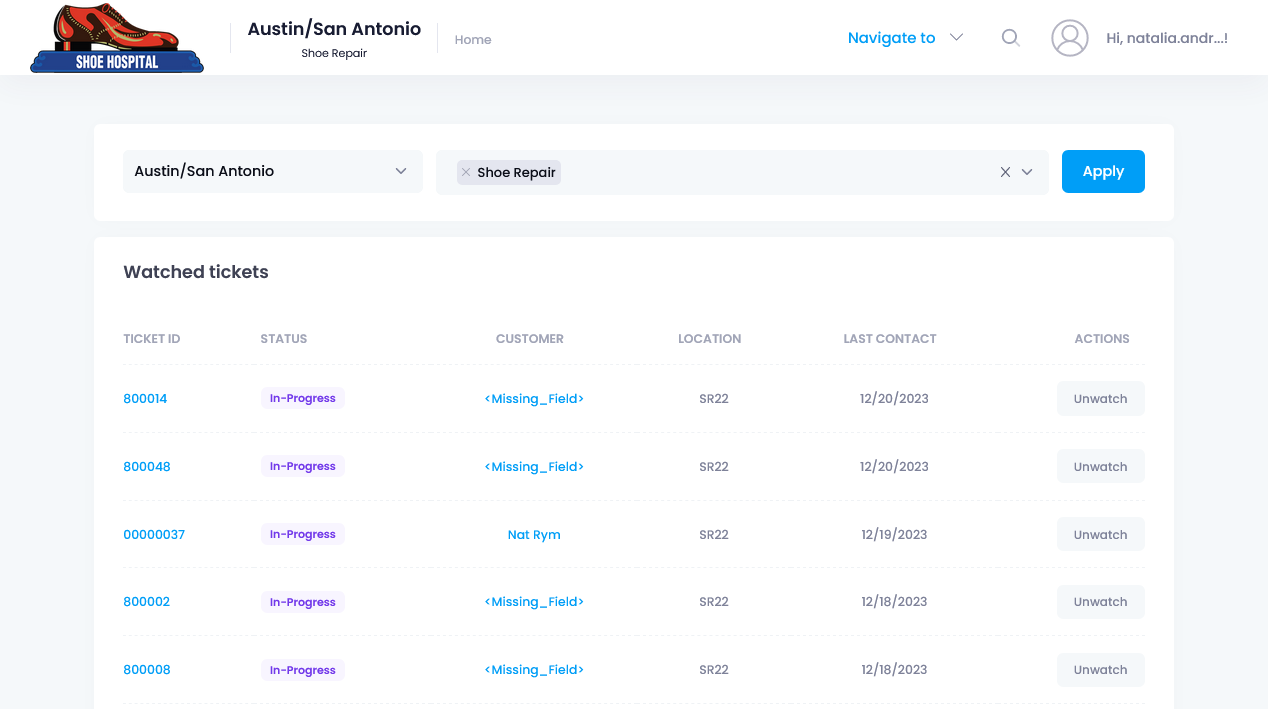 SHOE HOSPITAL
Austin/San Antonio
Shoe Repair
Home
Navigate to
Hi, natalia.andr...!
Austin/San Antonio
Shoe Repair
Apply
Watched tickets
TICKET ID STATUS CUSTOMER LOCATION LAST CONTACT ACTIONS
800014 In-Progress <Missing_Field> SR22 12/20/2023 Unwatch
800048 In-Progress <Missing_Field> SR22 12/20/2023 Unwatch
00000037 In-Progress Nat Rym SR22 12/19/2023 Unwatch
800002 In-Progress <Missing_Field> SR22 12/18/2023 Unwatch
800008 In-Progress <Missing_Field> SR22 12/18/2023 Unwatch